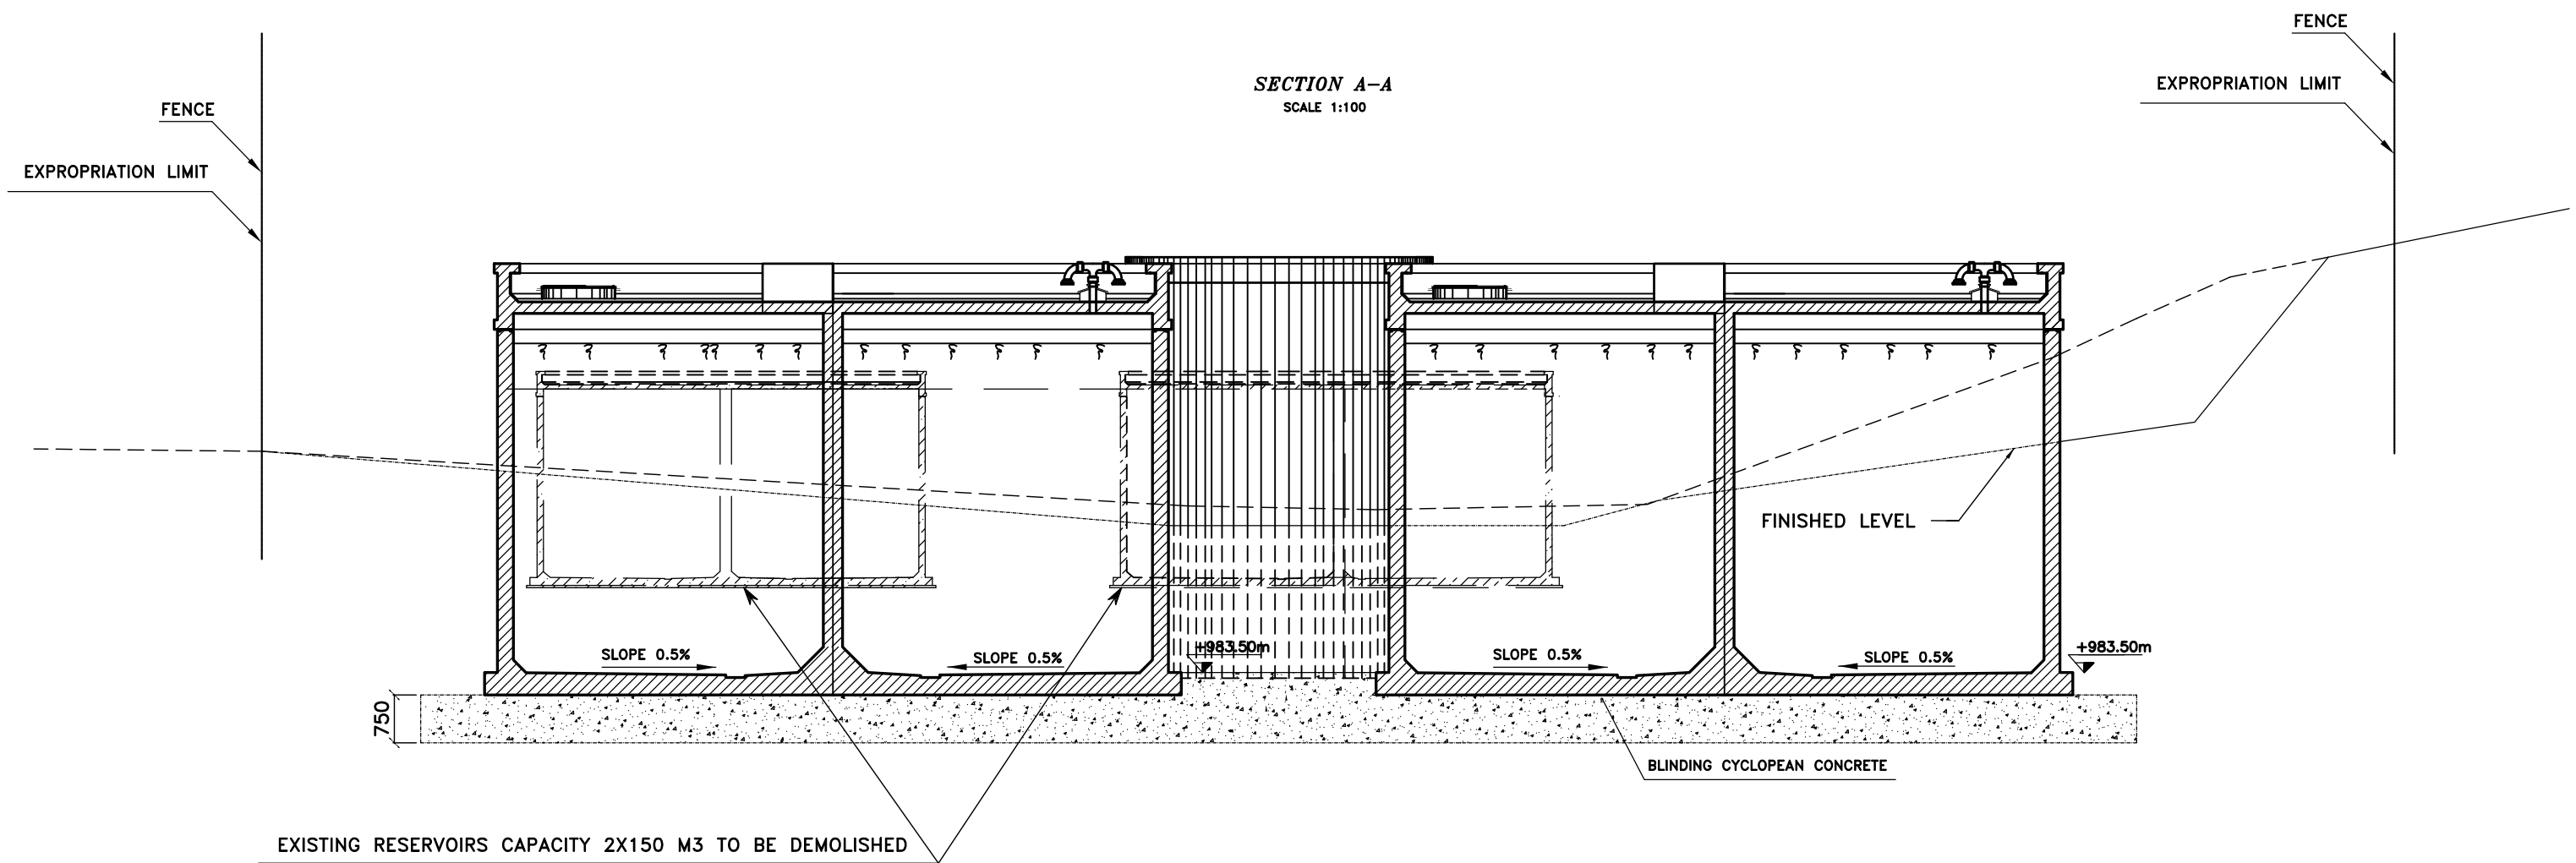 FENCE
SECTION A-A
SCALE 1:100
EXPROPRIATION LIMIT
FENCE
EXPROPRIATION LIMIT
FINISHED LEVEL
SLOPE 0.5%
SLOPE 0.5%
+983.50m
SLOPE 0.5%
SLOPE 0.5%
+983.50m
750
BLINDING CYCLOPEAN CONCRETE
EXISTING RESERVOIRS CAPACITY 2X150 M3 TO BE DEMOLISHED